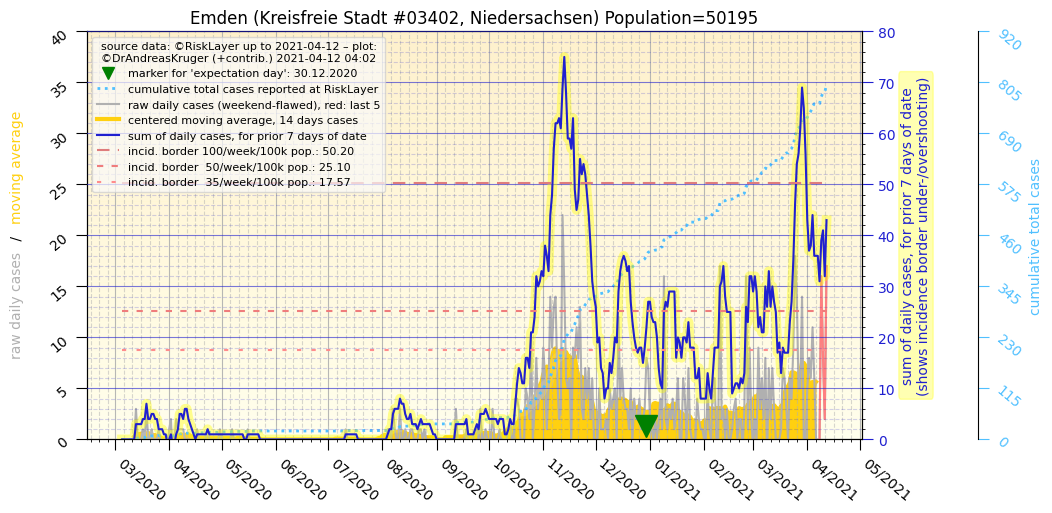 Emden (Kreisfreie Stadt #03402, Niedersachsen) Population=50195
source data: ©RiskLayer up to 2021-04-12 – plot:
©DrAndreasKruger (+contrib.) 2021-04-12 04:02
marker for 'expectation day': 30.12.2020
cumulative total cases reported at RiskLayer
raw daily cases (weekend-flawed), red: last 5
centered moving average, 14 days cases
sum of daily cases, for prior 7 days of date
incid. border 100/week/100k pop.: 50.20
incid. border  50/week/100k pop.: 25.10
incid. border  35/week/100k pop.: 17.57
raw daily cases / moving average
40
35
30
25
20
15
10
5
0
03/2020
04/2020
05/2020
06/2020
07/2020
08/2020
09/2020
10/2020
11/2020
12/2020
01/2021
02/2021
03/2021
04/2021
05/2021
80
70
60
50
40
30
20
10
0
sum of daily cases, for prior 7 days of date
(shows incidence border under-/overshooting)
920
805
690
575
460
345
230
115
0
cumulative total cases